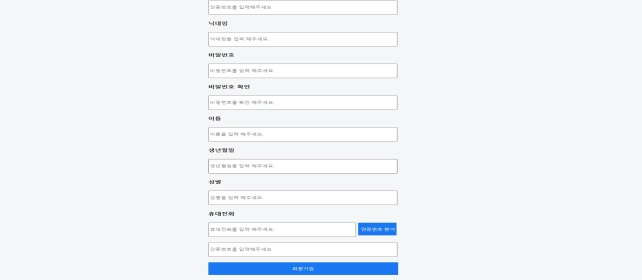 인증번호를 입력해주세요
닉네임
닉네임을 입력 해주세요.
비밀번호
비밀번호를 입력 해주세요.
비밀번호 확인
비밀번호를 확인 해주세요.
이름
이름을 입력 해주세요.
생년월일
생년월일을 입력 해주세요.
성별
성별을 입력 해주세요.
휴대전화
휴대전화를 입력 해주세요.
인증번호 받기
인증번호를 입력해주세요
회원가입